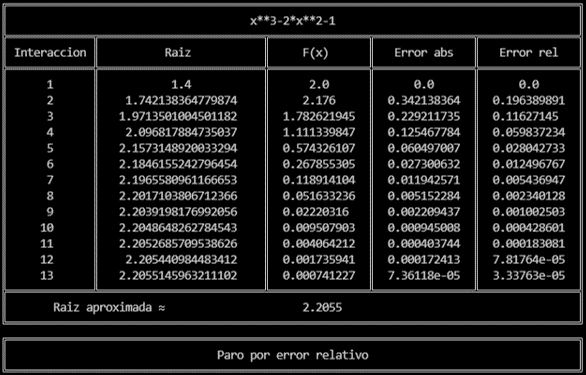 x**3-2*x**2-1
Interaccion Raiz F(x) Error abs Error rel
1 1.4 2.0 0.0 0.0
2 1.742138364779874 2.176 0.342138364 0.196389891
3 1.9713501004501182 1.782621945 0.229211735 0.11627145
4 2.096817884735037 1.111339847 0.125467784 0.059837234
5 2.1573148920033294 0.574326107 0.060497007 0.028042733
6 2.1846155242796454 0.267855305 0.027300632 0.012496767
7 2.1965580961166653 0.118914104 0.011942571 0.005436947
8 2.2017103806712366 0.051633236 0.005152284 0.002340128
9 2.2039198176992056 0.02220316 0.002209437 0.001002503
10 2.2048648262784543 0.009507903 0.000945008 0.000428601
11 2.2052685709538626 0.004064212 0.000403744 0.000183081
12 2.205440984483412 0.001735941 0.000172413 7.81764e-05
13 2.2055145963211102 0.000741227 7.36118e-05 3.33763e-05
Raiz aproximada ≈ 2.2055
Paro por error relativo